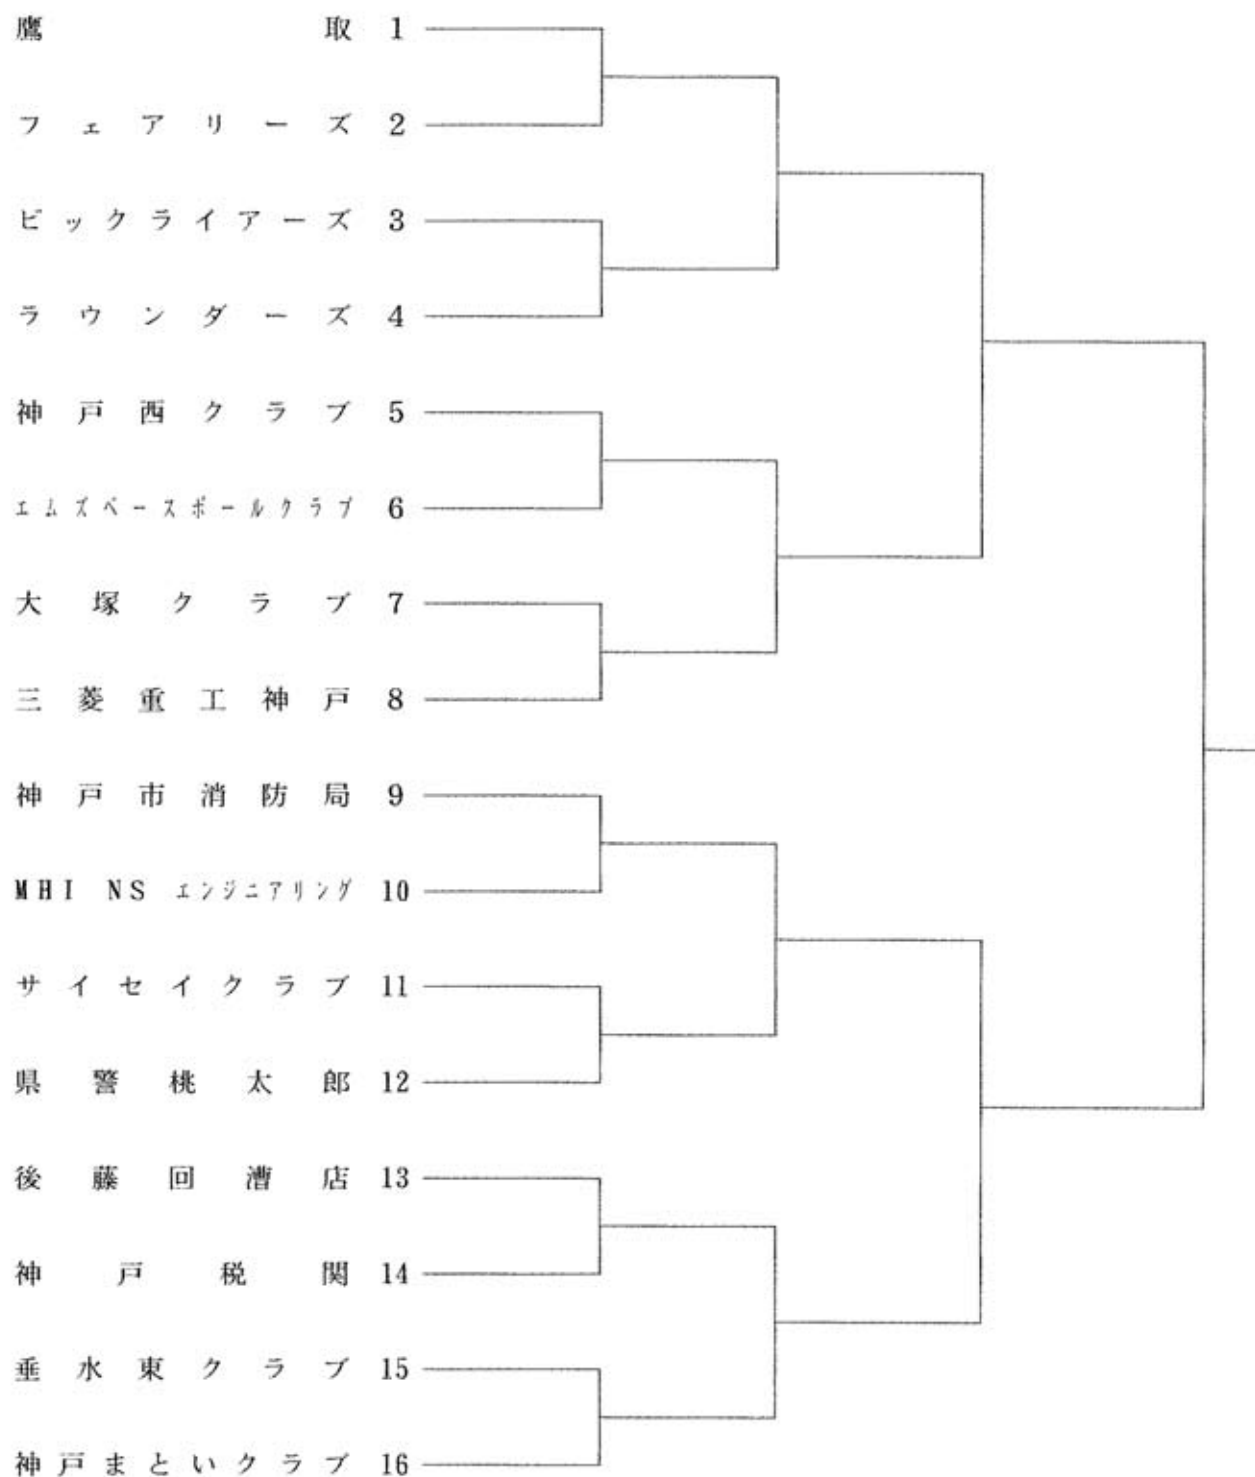 鷹取 1
フェアリーズ 2
ビックライアーズ 3
ラウンダーズ 4
神戸西クラブ 5
エムズベースボールクラブ 6
大塚クラブ 7
三菱重工神戸 8
神戸市消防局 9
MHI NS エンジニアリング 10
サイセイクラブ 11
県警桃太郎 12
後藤回漕店 13
神戸税関 14
垂水東クラブ 15
神戸まといクラブ 16